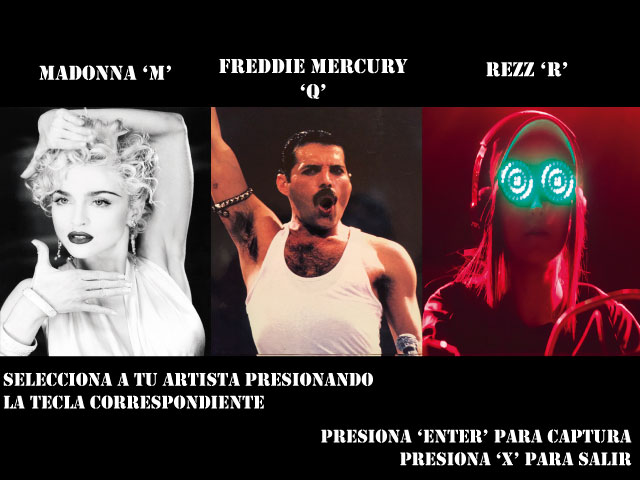 MADONNA ‘M’
FREDDIE MERCURY
‘Q’
REZZ ‘R’
SELECCIONA A TU ARTISTA PRESIONANDO
LA TECLA CORRESPONDIENTE
PRESIONA ‘ENTER’ PARA CAPTURA
PRESIONA ‘X’ PARA SALIR